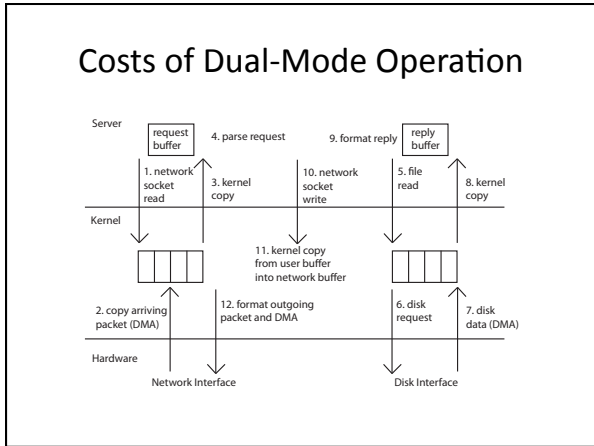 Costs of Dual-Mode Operation
Server
request
buffer
4. parse request
9. format reply
reply
buffer
1. network
socket
read
3. kernel
copy
10. network
socket
write
5. file
read
8. kernel
copy
Kernel
11. kernel copy
from user buffer
into network buffer
2. copy arriving
packet (DMA)
12. format outgoing
packet and DMA
6. disk
request
7. disk
data (DMA)
Hardware
Network Interface
Disk Interface